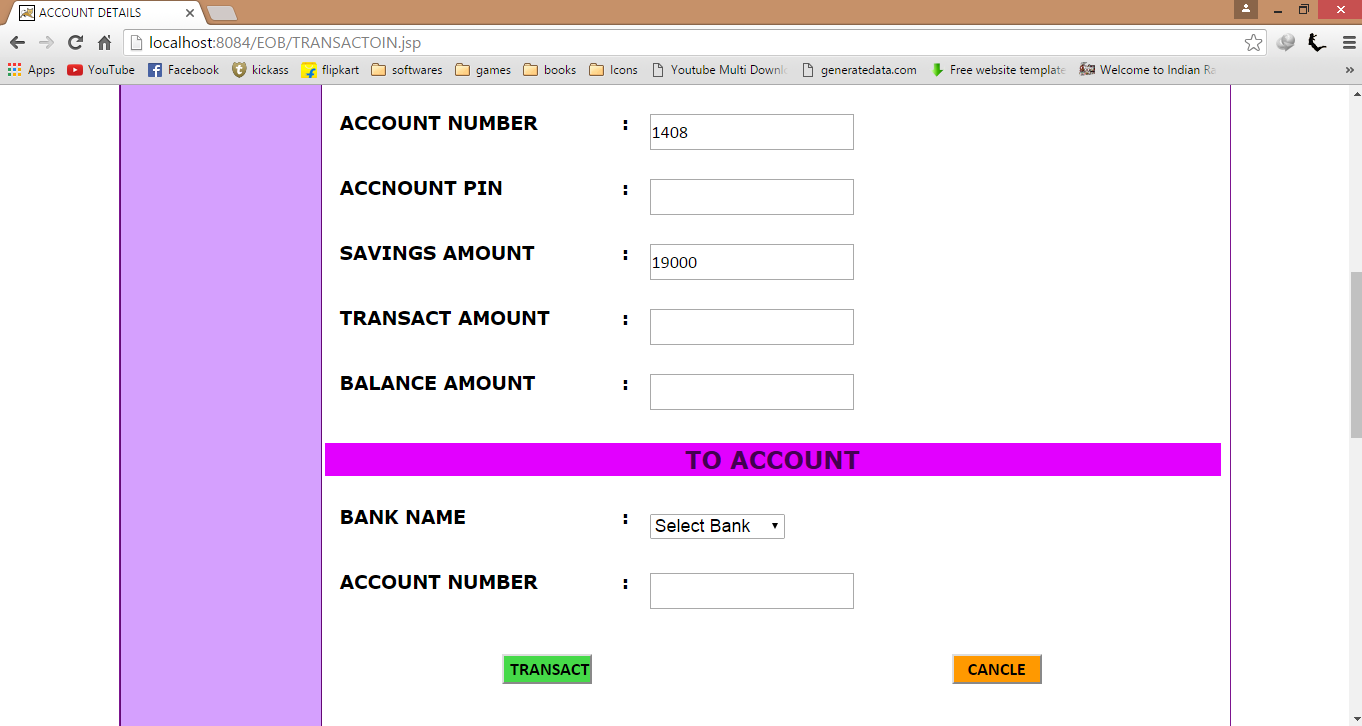 ACCOUNT DETAILS
localhost:8084/EOB/TRANSACTOIN.jsp
Apps YouTube Facebook kickass flipkart softwares games books Icons Youtube Multi Downl generatedata.com Free website template Welcome to Indian Ra »
ACCOUNT NUMBER : 1408
ACCNOUNT PIN :
SAVINGS AMOUNT : 19000
TRANSACT AMOUNT :
BALANCE AMOUNT :
TO ACCOUNT
BANK NAME : Select Bank
ACCOUNT NUMBER :
TRANSACT CANCLE